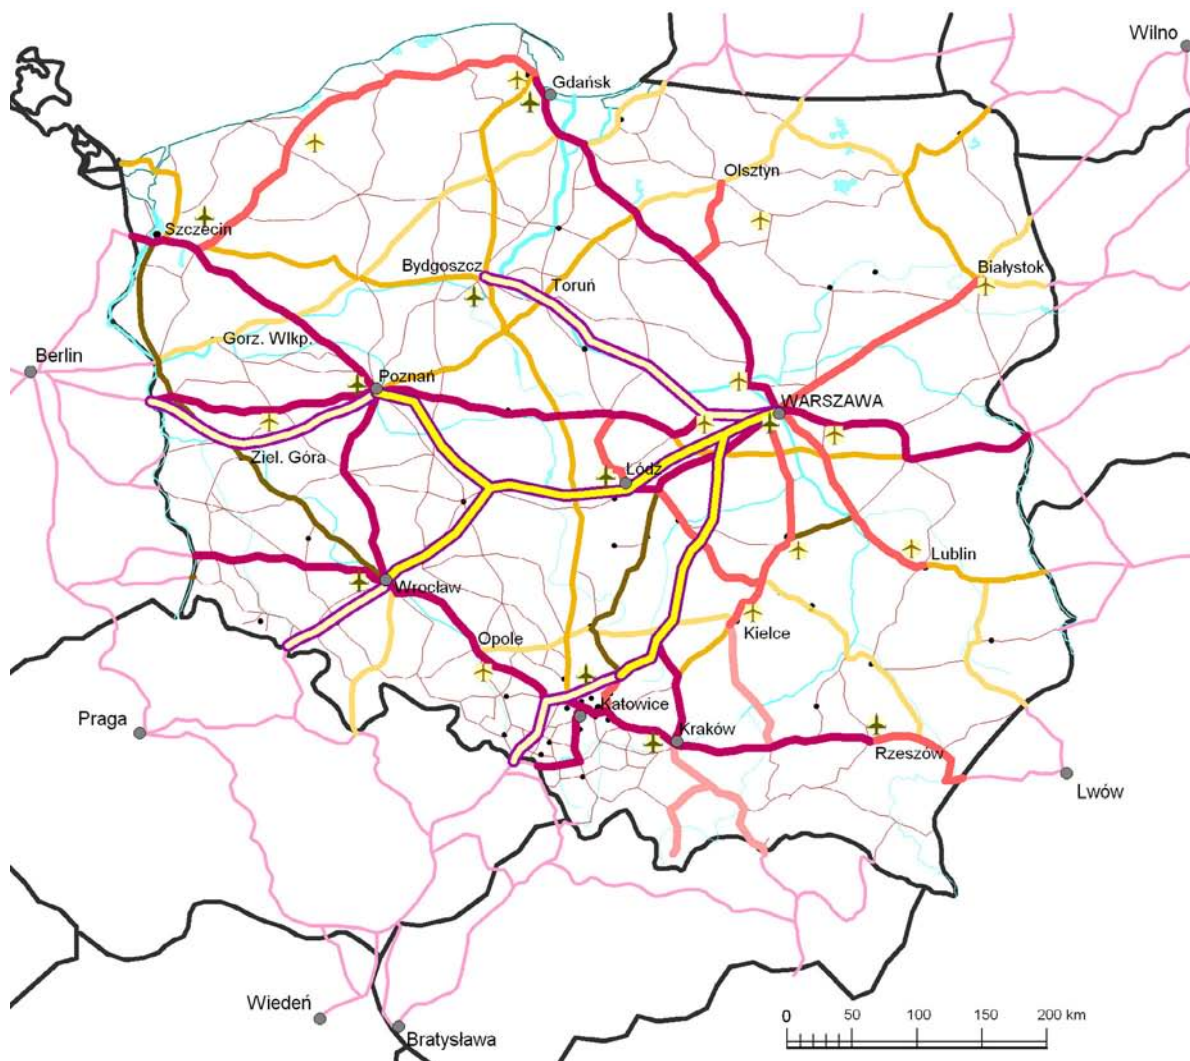 Wilno
Gdańsk
Olsztyn
Szczecin
Bydgoszcz
Toruń
Białystok
Gorz. Wlkp.
Berlin
Poznań
WARSZAWA
Ziel. Góra
Łódź
Lublin
Wrocław
Opole
Kielce
Katowice
Praga
Kraków
Rzeszów
Lwów
Wiedeń
Bratysława
0 50 100 150 200 km